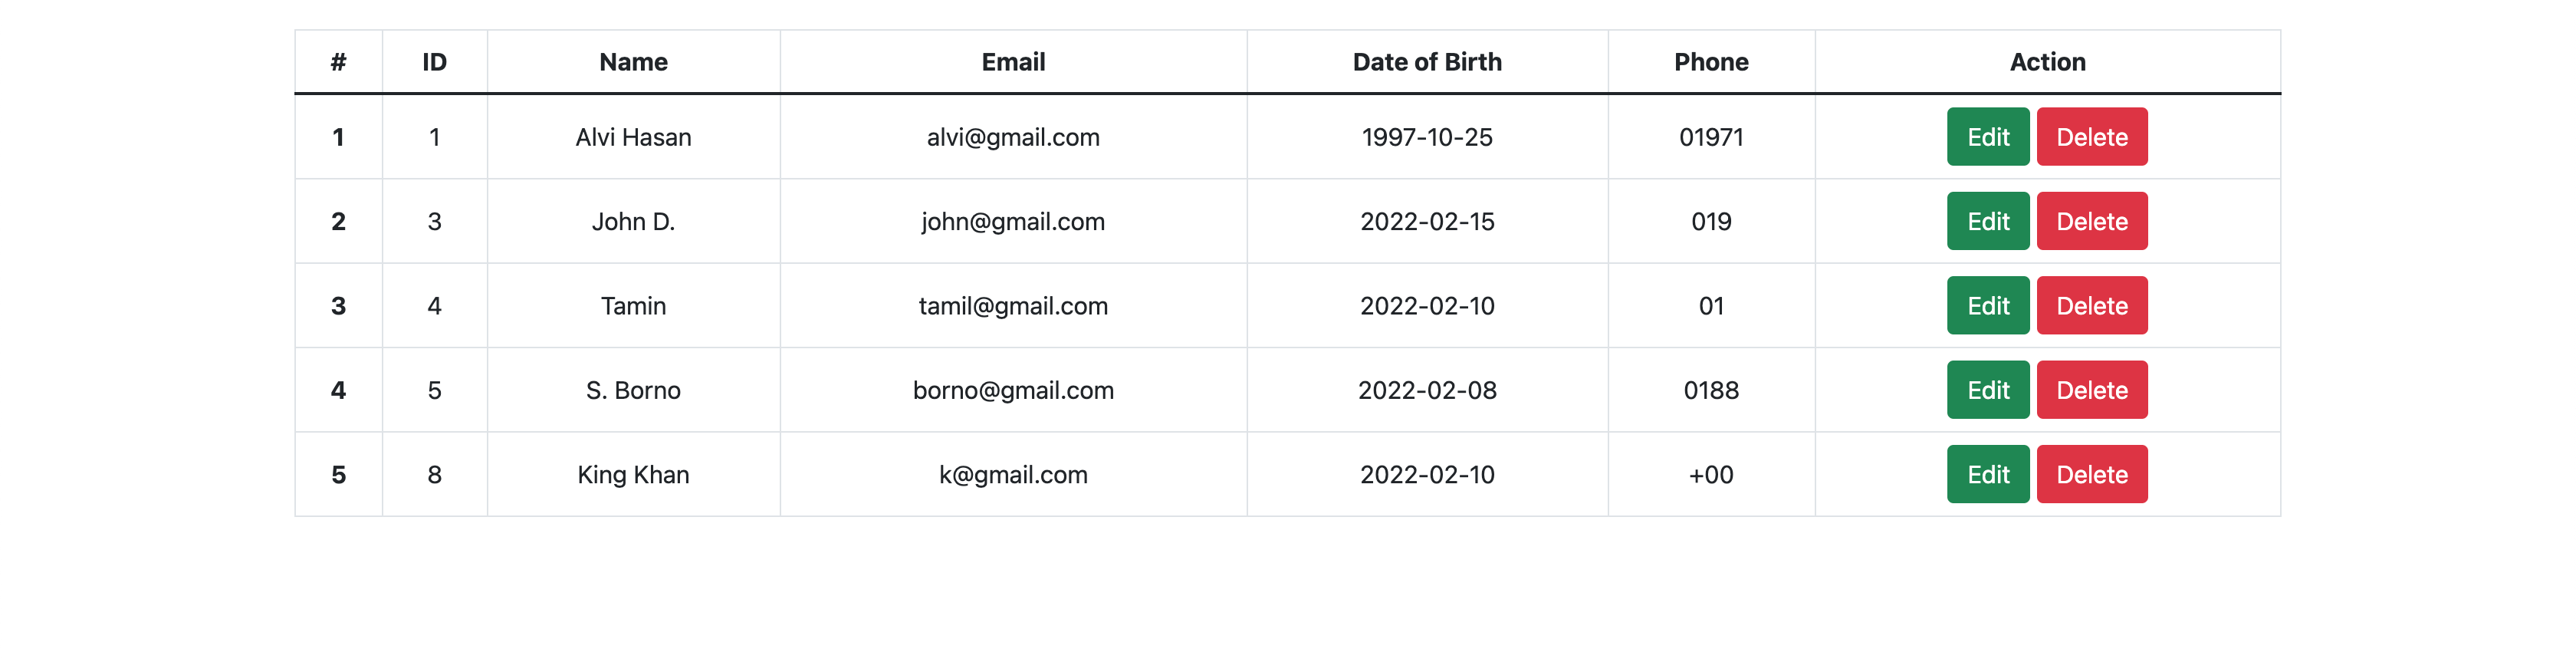 # ID Name Email Date of Birth Phone Action
1 1 Alvi Hasan alvi@gmail.com 1997-10-25 01971 Edit Delete
2 3 John D. john@gmail.com 2022-02-15 019 Edit Delete
3 4 Tamin tamil@gmail.com 2022-02-10 01 Edit Delete
4 5 S. Borno borno@gmail.com 2022-02-08 0188 Edit Delete
5 8 King Khan k@gmail.com 2022-02-10 +00 Edit Delete